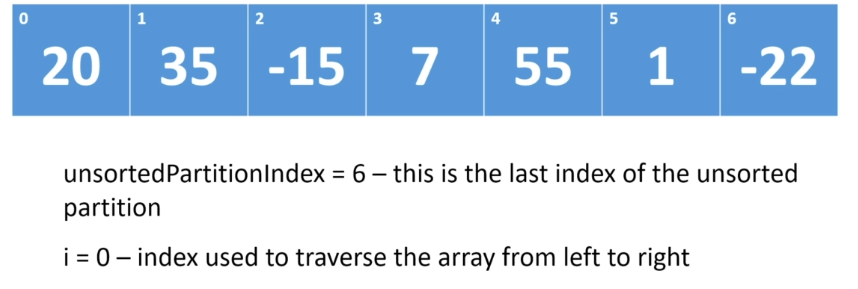 0 1 2 3 4 5 6
20 35 -15 7 55 1 -22
unsortedPartitionIndex = 6 – this is the last index of the unsorted
partition
i = 0 – index used to traverse the array from left to right